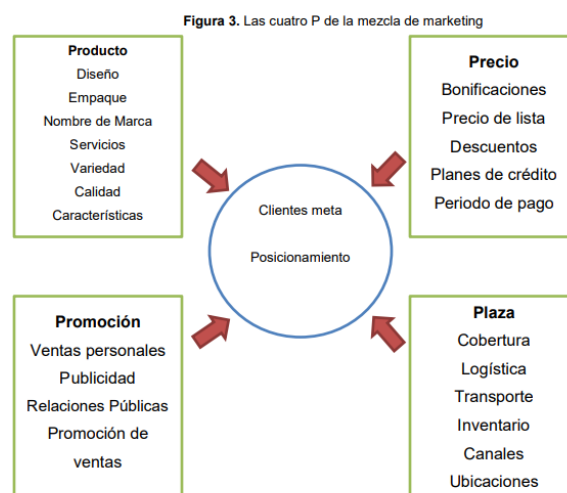 Figura 3. Las cuatro P de la mezcla de marketing
Producto
Diseño
Empaque
Nombre de Marca
Servicios
Variedad
Calidad
Características
Precio
Bonificaciones
Precio de lista
Descuentos
Planes de crédito
Periodo de pago
Clientes meta
Posicionamiento
Promoción
Ventas personales
Publicidad
Relaciones Públicas
Promoción de
ventas
Plaza
Cobertura
Logística
Transporte
Inventario
Canales
Ubicaciones